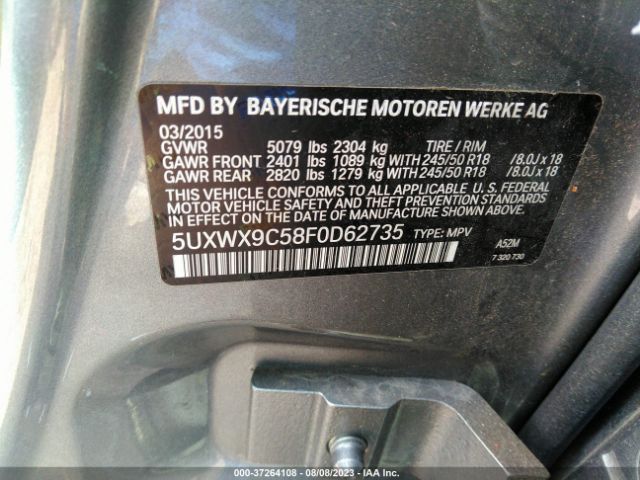 MFD BY BAYERISCHE MOTOREN WERKE AG
03/2015
GVWR 5079 lbs 2304 kg TIRE / RIM
GAWR FRONT 2401 lbs 1089 kg WITH 245/50 R18 /8.0J x 18
GAWR REAR 2820 lbs 1279 kg WITH 245/50 R18 /8.0J x 18
THIS VEHICLE CONFORMS TO ALL APPLICABLE U. S. FEDERAL
MOTOR VEHICLE SAFETY AND THEFT PREVENTION STANDARDS
IN EFFECT ON THE DATE OF MANUFACTURE SHOWN ABOVE.
5UXWX9C58F0D62735 TYPE: MPV A52M
7 320 730
000-37264108 - 08/08/2023 - IAA Inc.